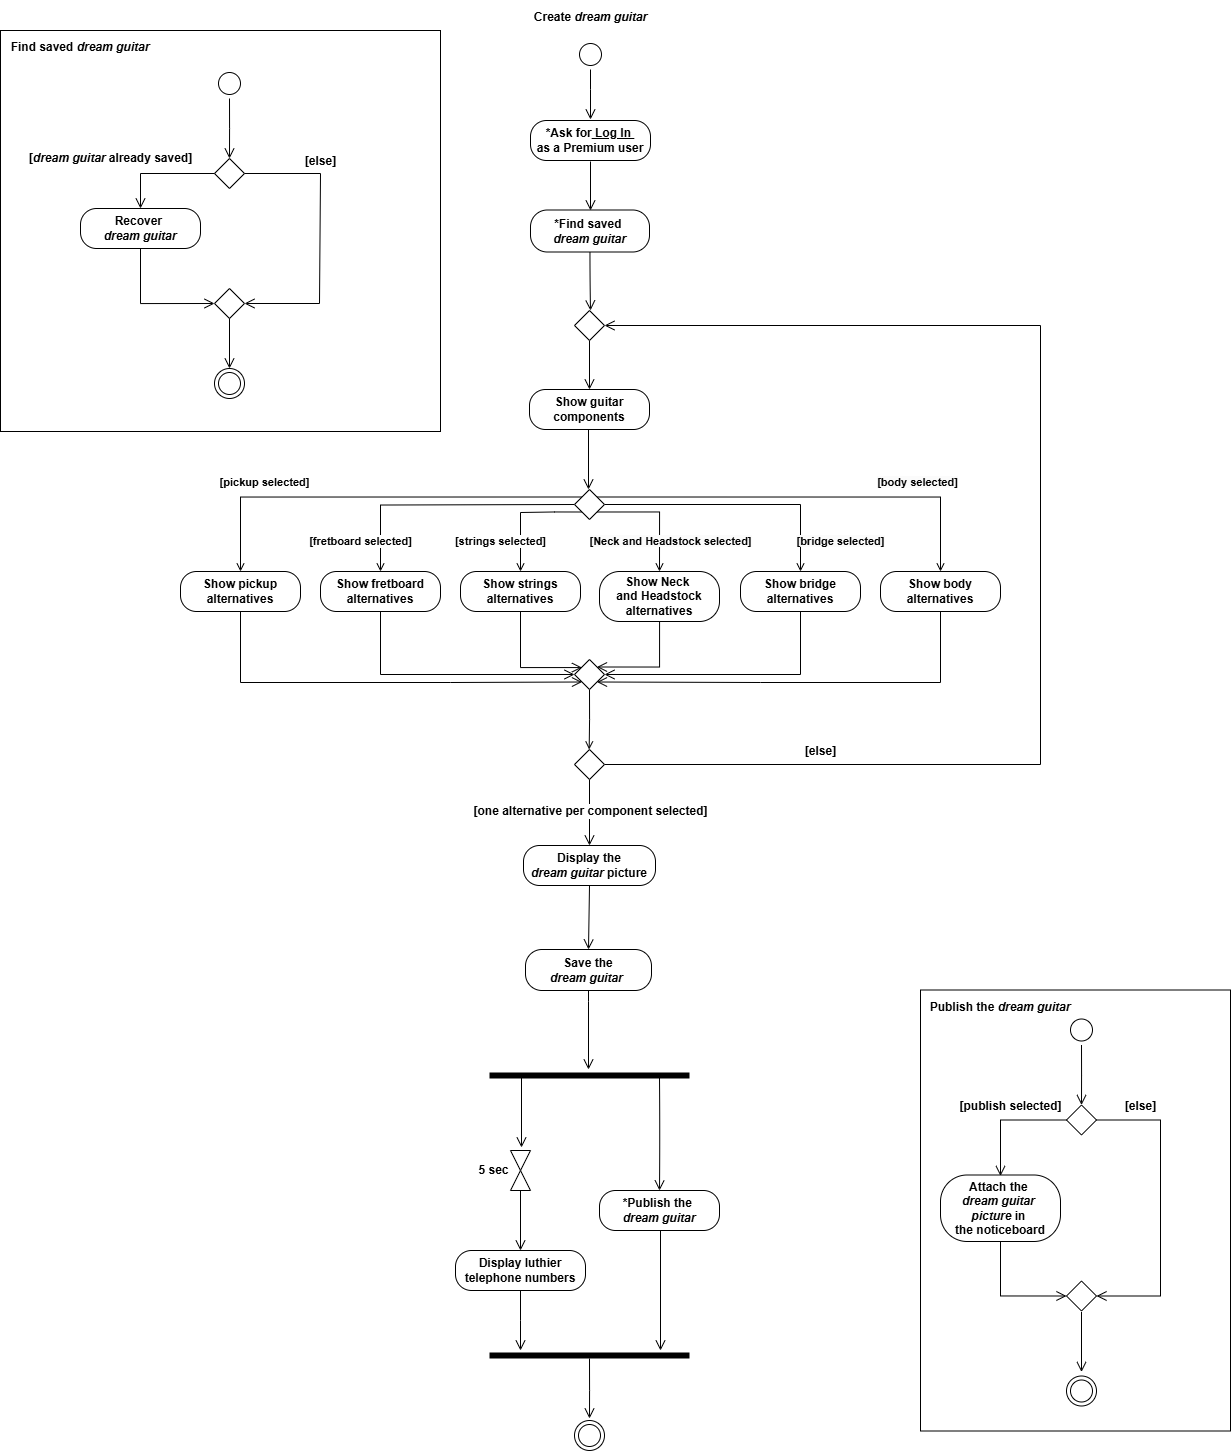 Create dream guitar
Find saved dream guitar
[dream guitar already saved]
[else]
Recover
dream guitar
*Ask for Log In
as a Premium user
*Find saved
dream guitar
Show guitar
components
[pickup selected]
[body selected]
[fretboard selected]
[strings selected]
[Neck and Headstock selected]
[bridge selected]
Show pickup
alternatives
Show fretboard
alternatives
Show strings
alternatives
Show Neck
and Headstock
alternatives
Show bridge
alternatives
Show body
alternatives
[else]
[one alternative per component selected]
Display the
dream guitar picture
Save the
dream guitar
5 sec
*Publish the
dream guitar
Display luthier
telephone numbers
Publish the dream guitar
[publish selected]
[else]
Attach the
dream guitar
picture in
the noticeboard